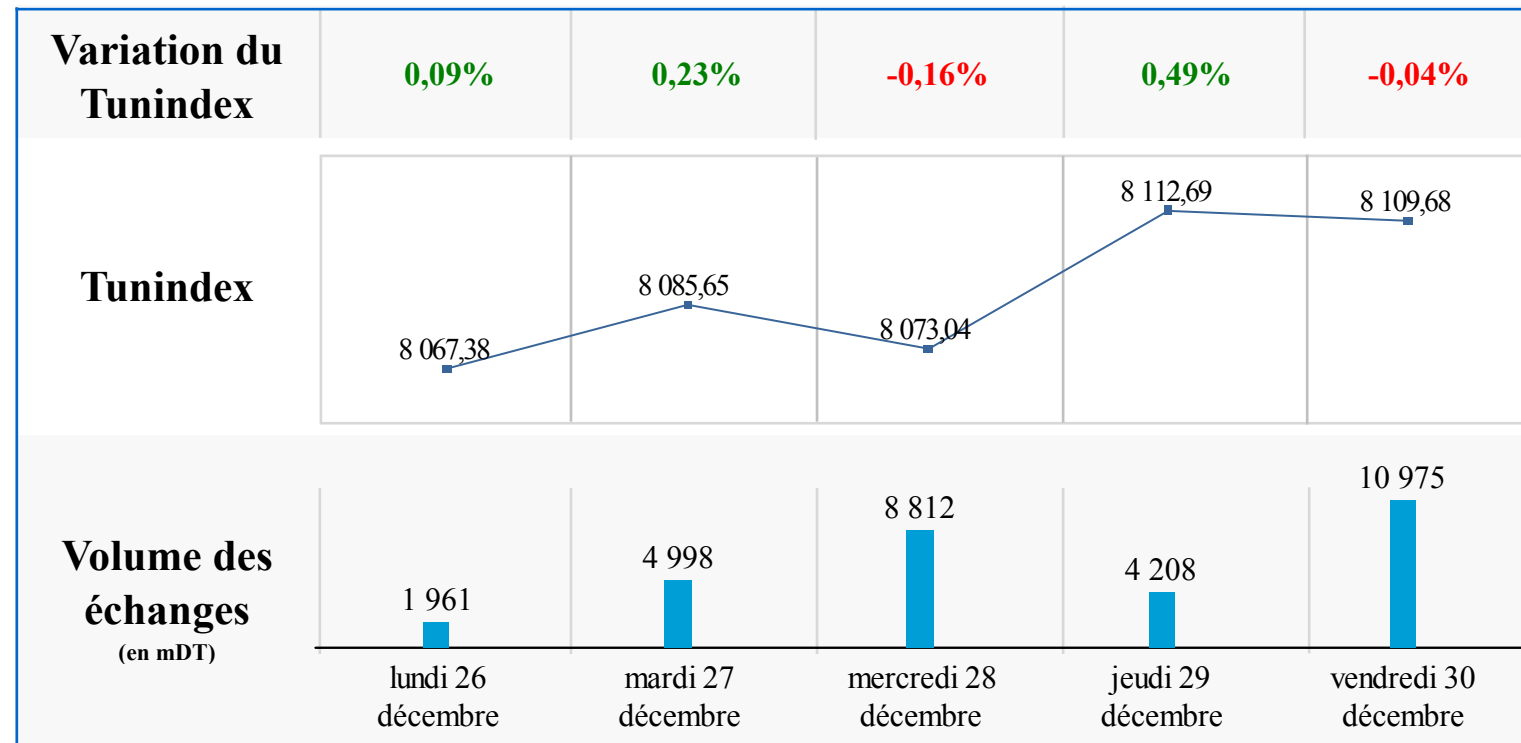 Variation du
Tunindex
0,09% 0,23% -0,16% 0,49% -0,04%
Tunindex
8 067,38 8 085,65 8 073,04 8 112,69 8 109,68
Volume des
échanges
(en mDT)
1 961 4 998 8 812 4 208 10 975
lundi 26 mardi 27 mercredi 28 jeudi 29 vendredi 30
décembre décembre décembre décembre décembre